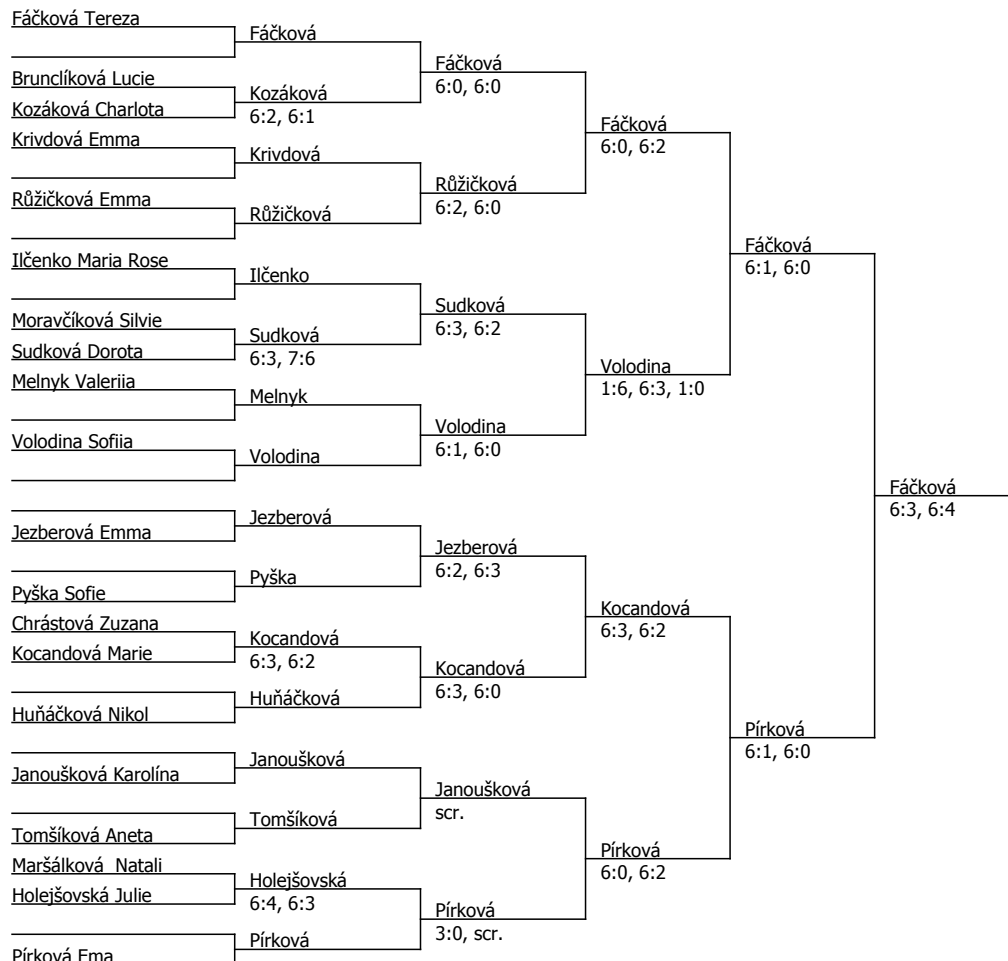 Fáčková Tereza
Brunclíková Lucie
Kozáková Charlota
Krivdová Emma
Růžičková Emma
Ilčenko Maria Rose
Moravčíková Silvie
Sudková Dorota
Melnyk Valeriia
Volodina Sofiia
Jezberová Emma
Pyška Sofie
Chrástová Zuzana
Kocandová Marie
Huňáčková Nikol
Janoušková Karolína
Tomšíková Aneta
Maršálková  Natali
Holejšovská Julie
Pírková Ema
Fáčková
Kozáková
6:2, 6:1
Krivdová
Růžičková
Ilčenko
Sudková
6:3, 7:6
Melnyk
Volodina
Jezberová
Pyška
Kocandová
6:3, 6:2
Huňáčková
Janoušková
Tomšíková
Holejšovská
6:4, 6:3
Pírková
Fáčková
6:0, 6:0
Růžičková
6:2, 6:0
Sudková
6:3, 6:2
Volodina
6:1, 6:0
Jezberová
6:2, 6:3
Kocandová
6:3, 6:0
Janoušková
scr.
Pírková
3:0, scr.
Fáčková
6:0, 6:2
Volodina
1:6, 6:3, 1:0
Kocandová
6:3, 6:2
Pírková
6:0, 6:2
Fáčková
6:1, 6:0
Pírková
6:1, 6:0
Fáčková
6:3, 6:4